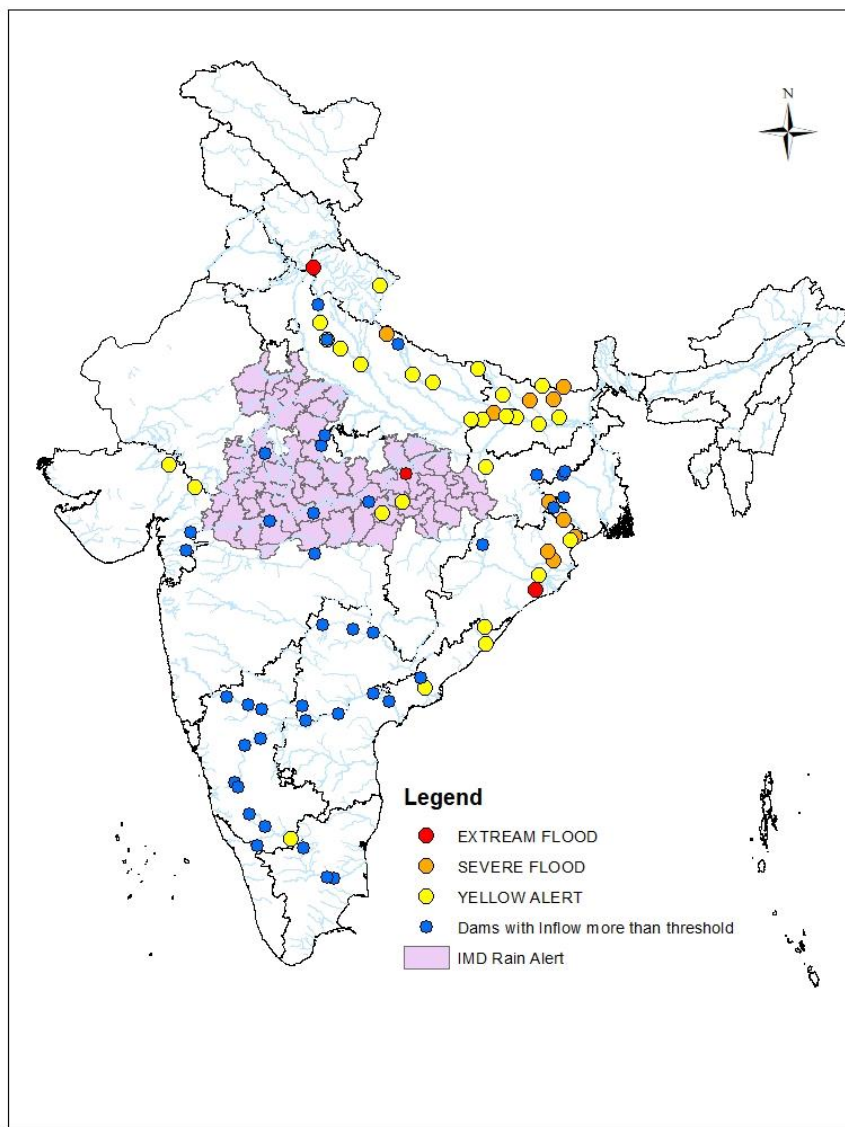 N
Legend
EXTREAM FLOOD
SEVERE FLOOD
YELLOW ALERT
Dams with Inflow more than threshold
IMD Rain Alert